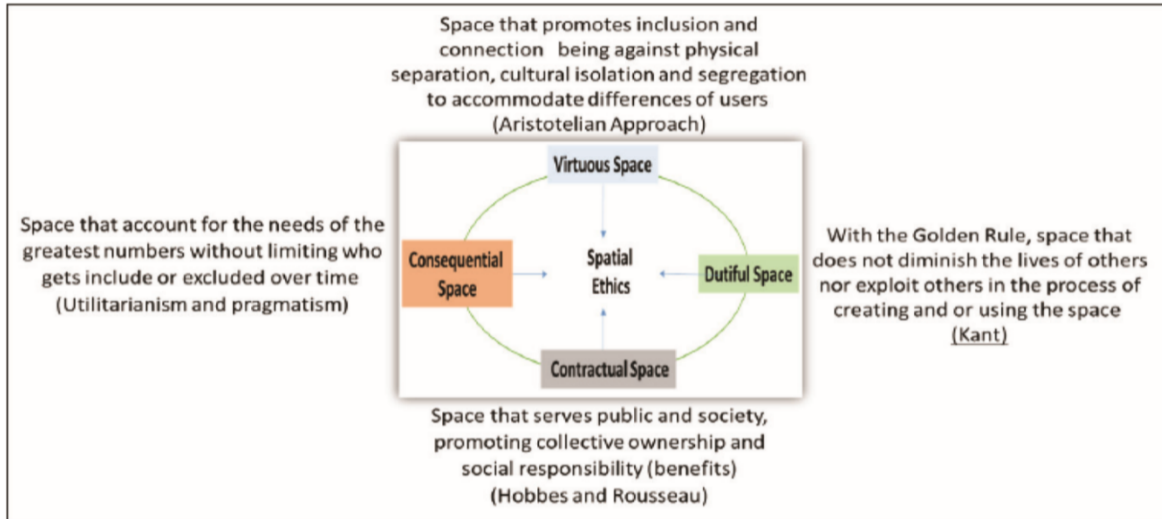 Space that promotes inclusion and
connection being against physical
separation, cultural isolation and segregation
to accommodate differences of users
(Aristotelian Approach)
Virtuous Space
Space that account for the needs of the
greatest numbers without limiting who
gets include or excluded over time
(Utilitarianism and pragmatism)
Consequential
Space
Spatial
Ethics
Dutiful Space
With the Golden Rule, space that
does not diminish the lives of others
nor exploit others in the process of
creating and or using the space
(Kant)
Contractual Space
Space that serves public and society,
promoting collective ownership and
social responsibility (benefits)
(Hobbes and Rousseau)